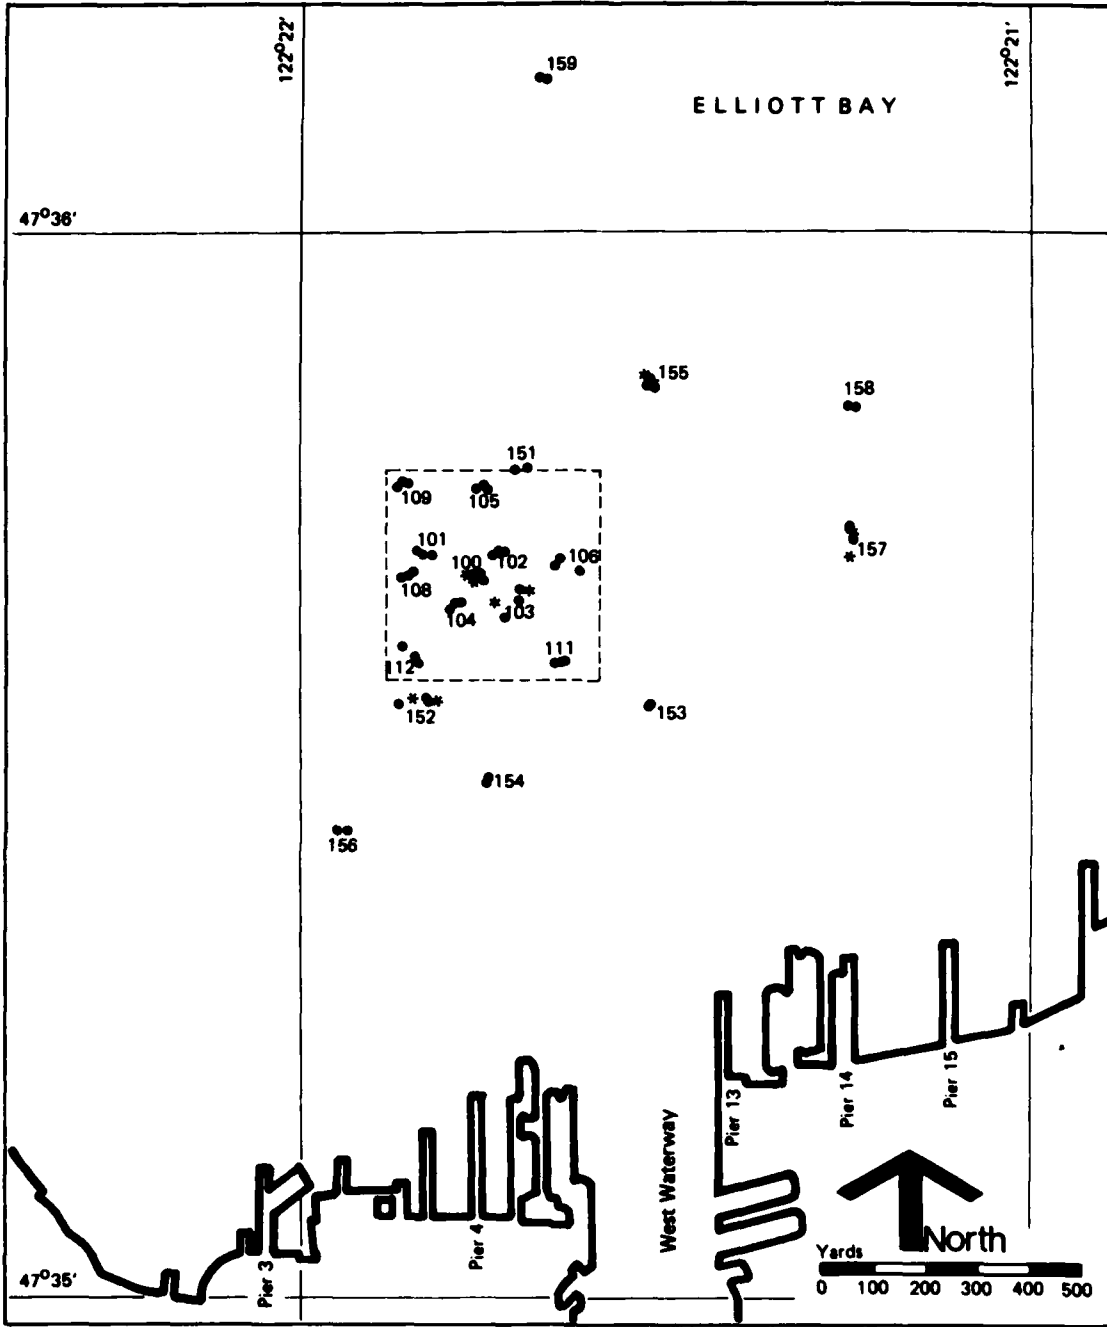 122°22'
122°21'
159
ELLIOTT BAY
47°36'
155
158
151
109
105
101
100
102
106
157
108
104
103
112
111
152
153
154
156
Pier 3
Pier 4
West Waterway
Pier 13
Pier 14
Pier 15
North
Yards
0 100 200 300 400 500
47°35'